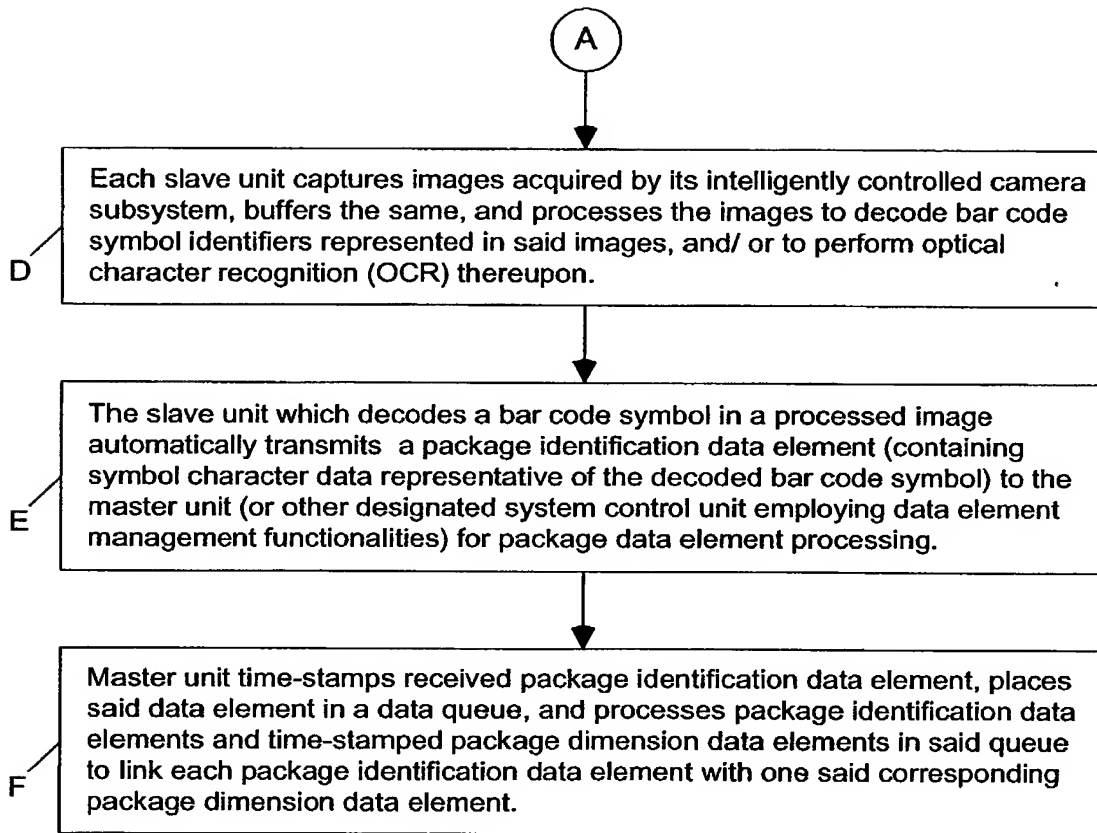 A
Each slave unit captures images acquired by its intelligently controlled camera
subsystem, buffers the same, and processes the images to decode bar code
symbol identifiers represented in said images, and/ or to perform optical
character recognition (OCR) thereupon.
D
The slave unit which decodes a bar code symbol in a processed image
automatically transmits a package identification data element (containing
symbol character data representative of the decoded bar code symbol) to the
master unit (or other designated system control unit employing data element
management functionalities) for package data element processing.
E
Master unit time-stamps received package identification data element, places
said data element in a data queue, and processes package identification data
elements and time-stamped package dimension data elements in said queue
to link each package identification data element with one said corresponding
package dimension data element.
F